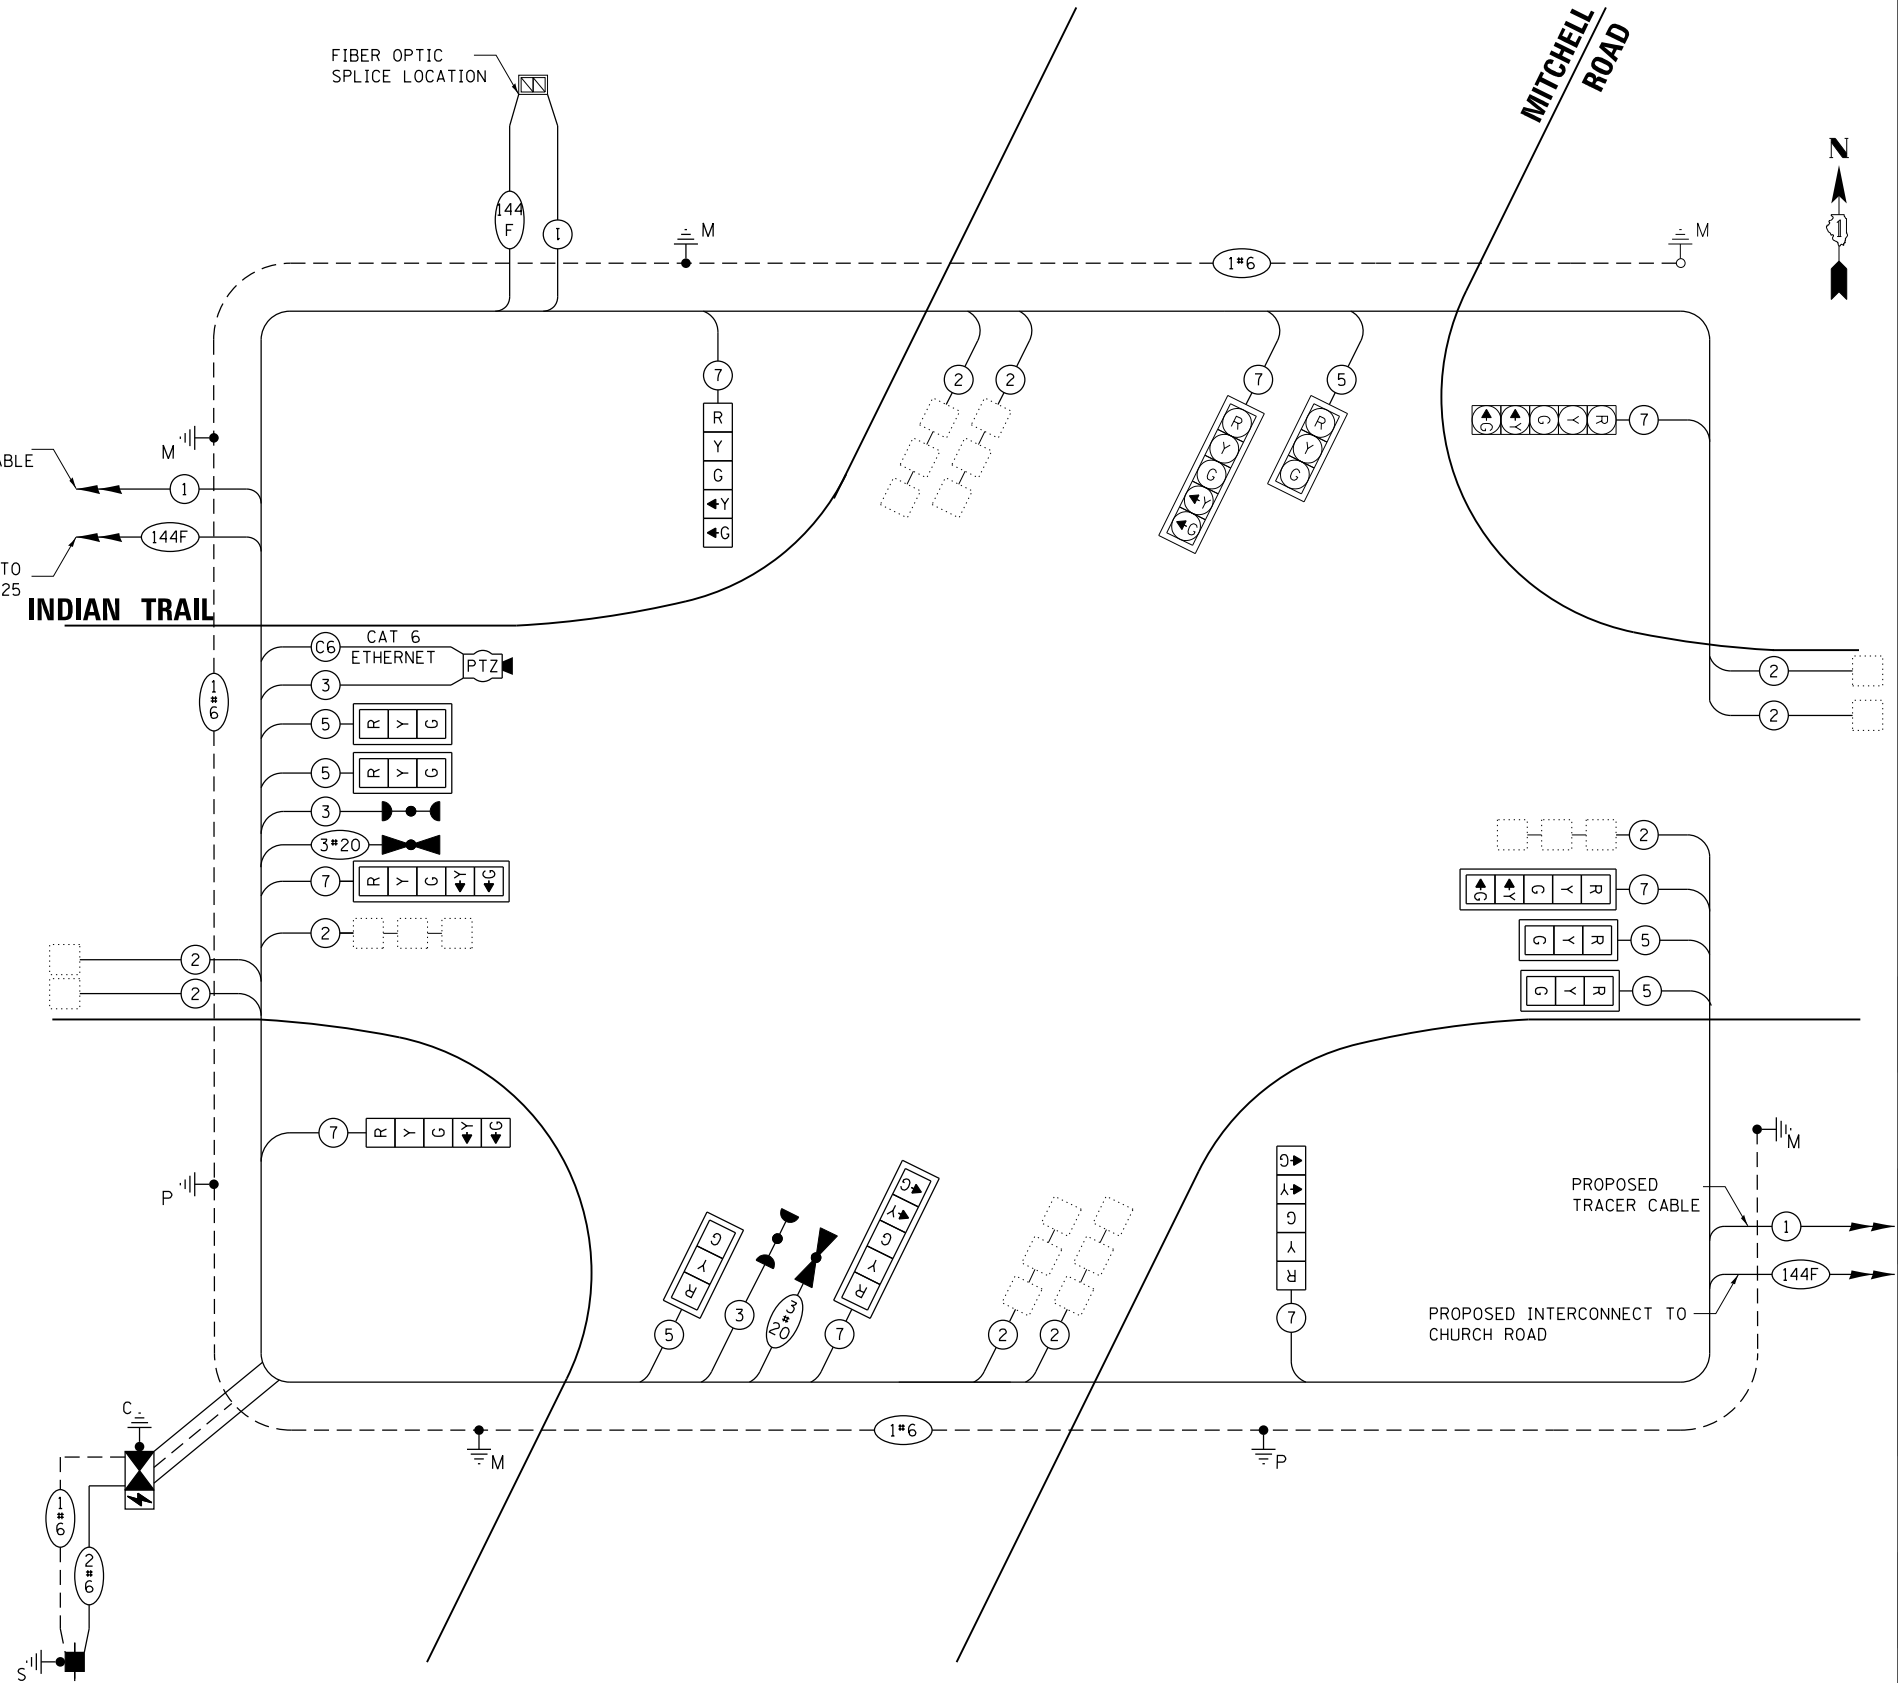 FIBER OPTIC
SPLICE LOCATION
MITCHELL
ROAD
N
1
144
F
1
M
1#6
M
7
R
Y
G
Y
G
2
2
7
R
Y
G
Y
G
5
R
Y
G
G Y G Y R 7
M
ABLE
1
144F
TO
25
INDIAN TRAIL
C6 CAT 6
ETHERNET
PTZ
3
1
#
6
5 R Y G
5 R Y G
3
3#20
7 R Y G Y G
2
2
2
2
2
2
G Y G Y R 7
G Y R 5
G Y R 5
7 R Y G Y G
P
M
G
Y
R
5
3
3
#
20
G
Y
G
Y
R
7
2
2
G
Y
G
Y
R
7
PROPOSED
TRACER CABLE
1
144F
PROPOSED INTERCONNECT TO
CHURCH ROAD
C
M
1#6
P
1
#
6
2
#
6
S